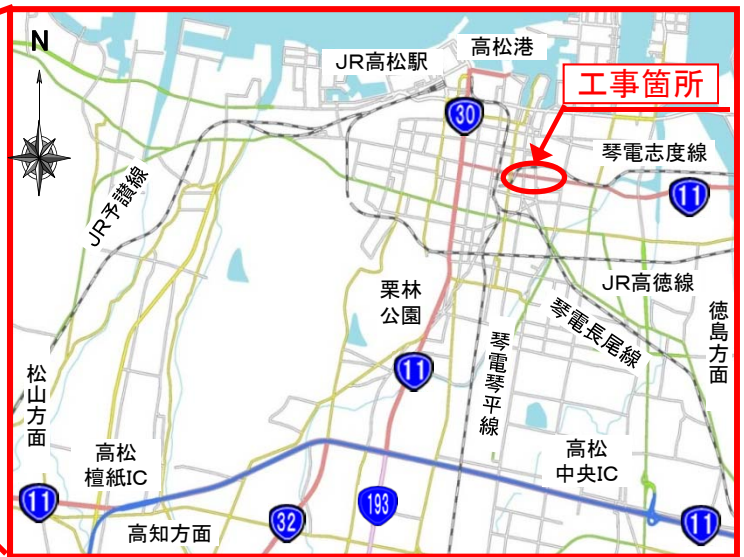 N
JR高松駅
高松港
工事箇所
30
琴電志度線
11
JR予讃線
JR高徳線
栗林
公園
琴電長尾線
徳島方面
琴電琴平線
11
松山方面
高松
檀紙IC
高松
中央IC
11
193
32
11
高知方面